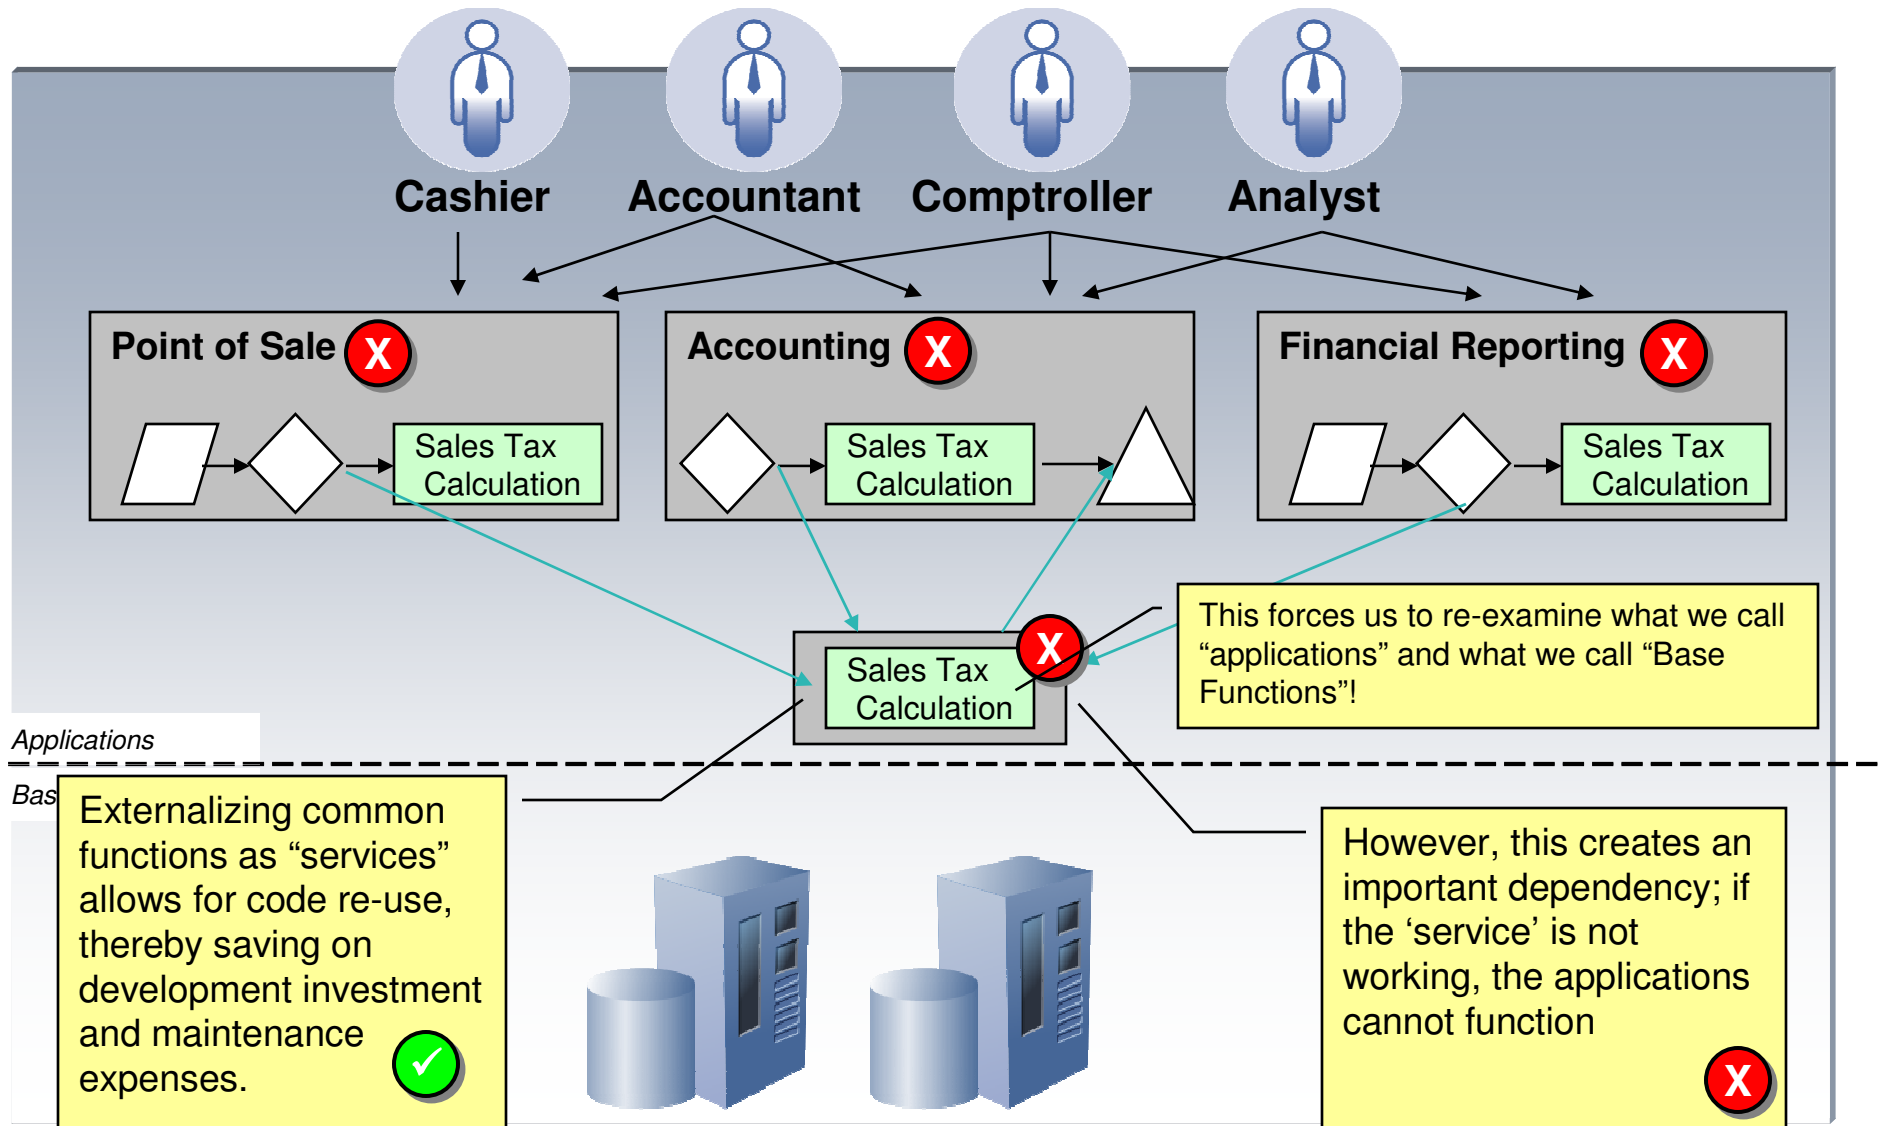 Cashier
Accountant
Comptroller
Analyst
Point of Sale
X
Accounting
X
Financial Reporting
X
Sales Tax
Calculation
Sales Tax
Calculation
Sales Tax
Calculation
This forces us to re-examine what we call
“applications” and what we call “Base
Functions”!
X
Sales Tax
Calculation
Applications
Bas
Externalizing common
functions as “services”
allows for code re-use,
thereby saving on
development investment
and maintenance
expenses.
However, this creates an
important dependency; if
the ‘service’ is not
working, the applications
cannot function
X